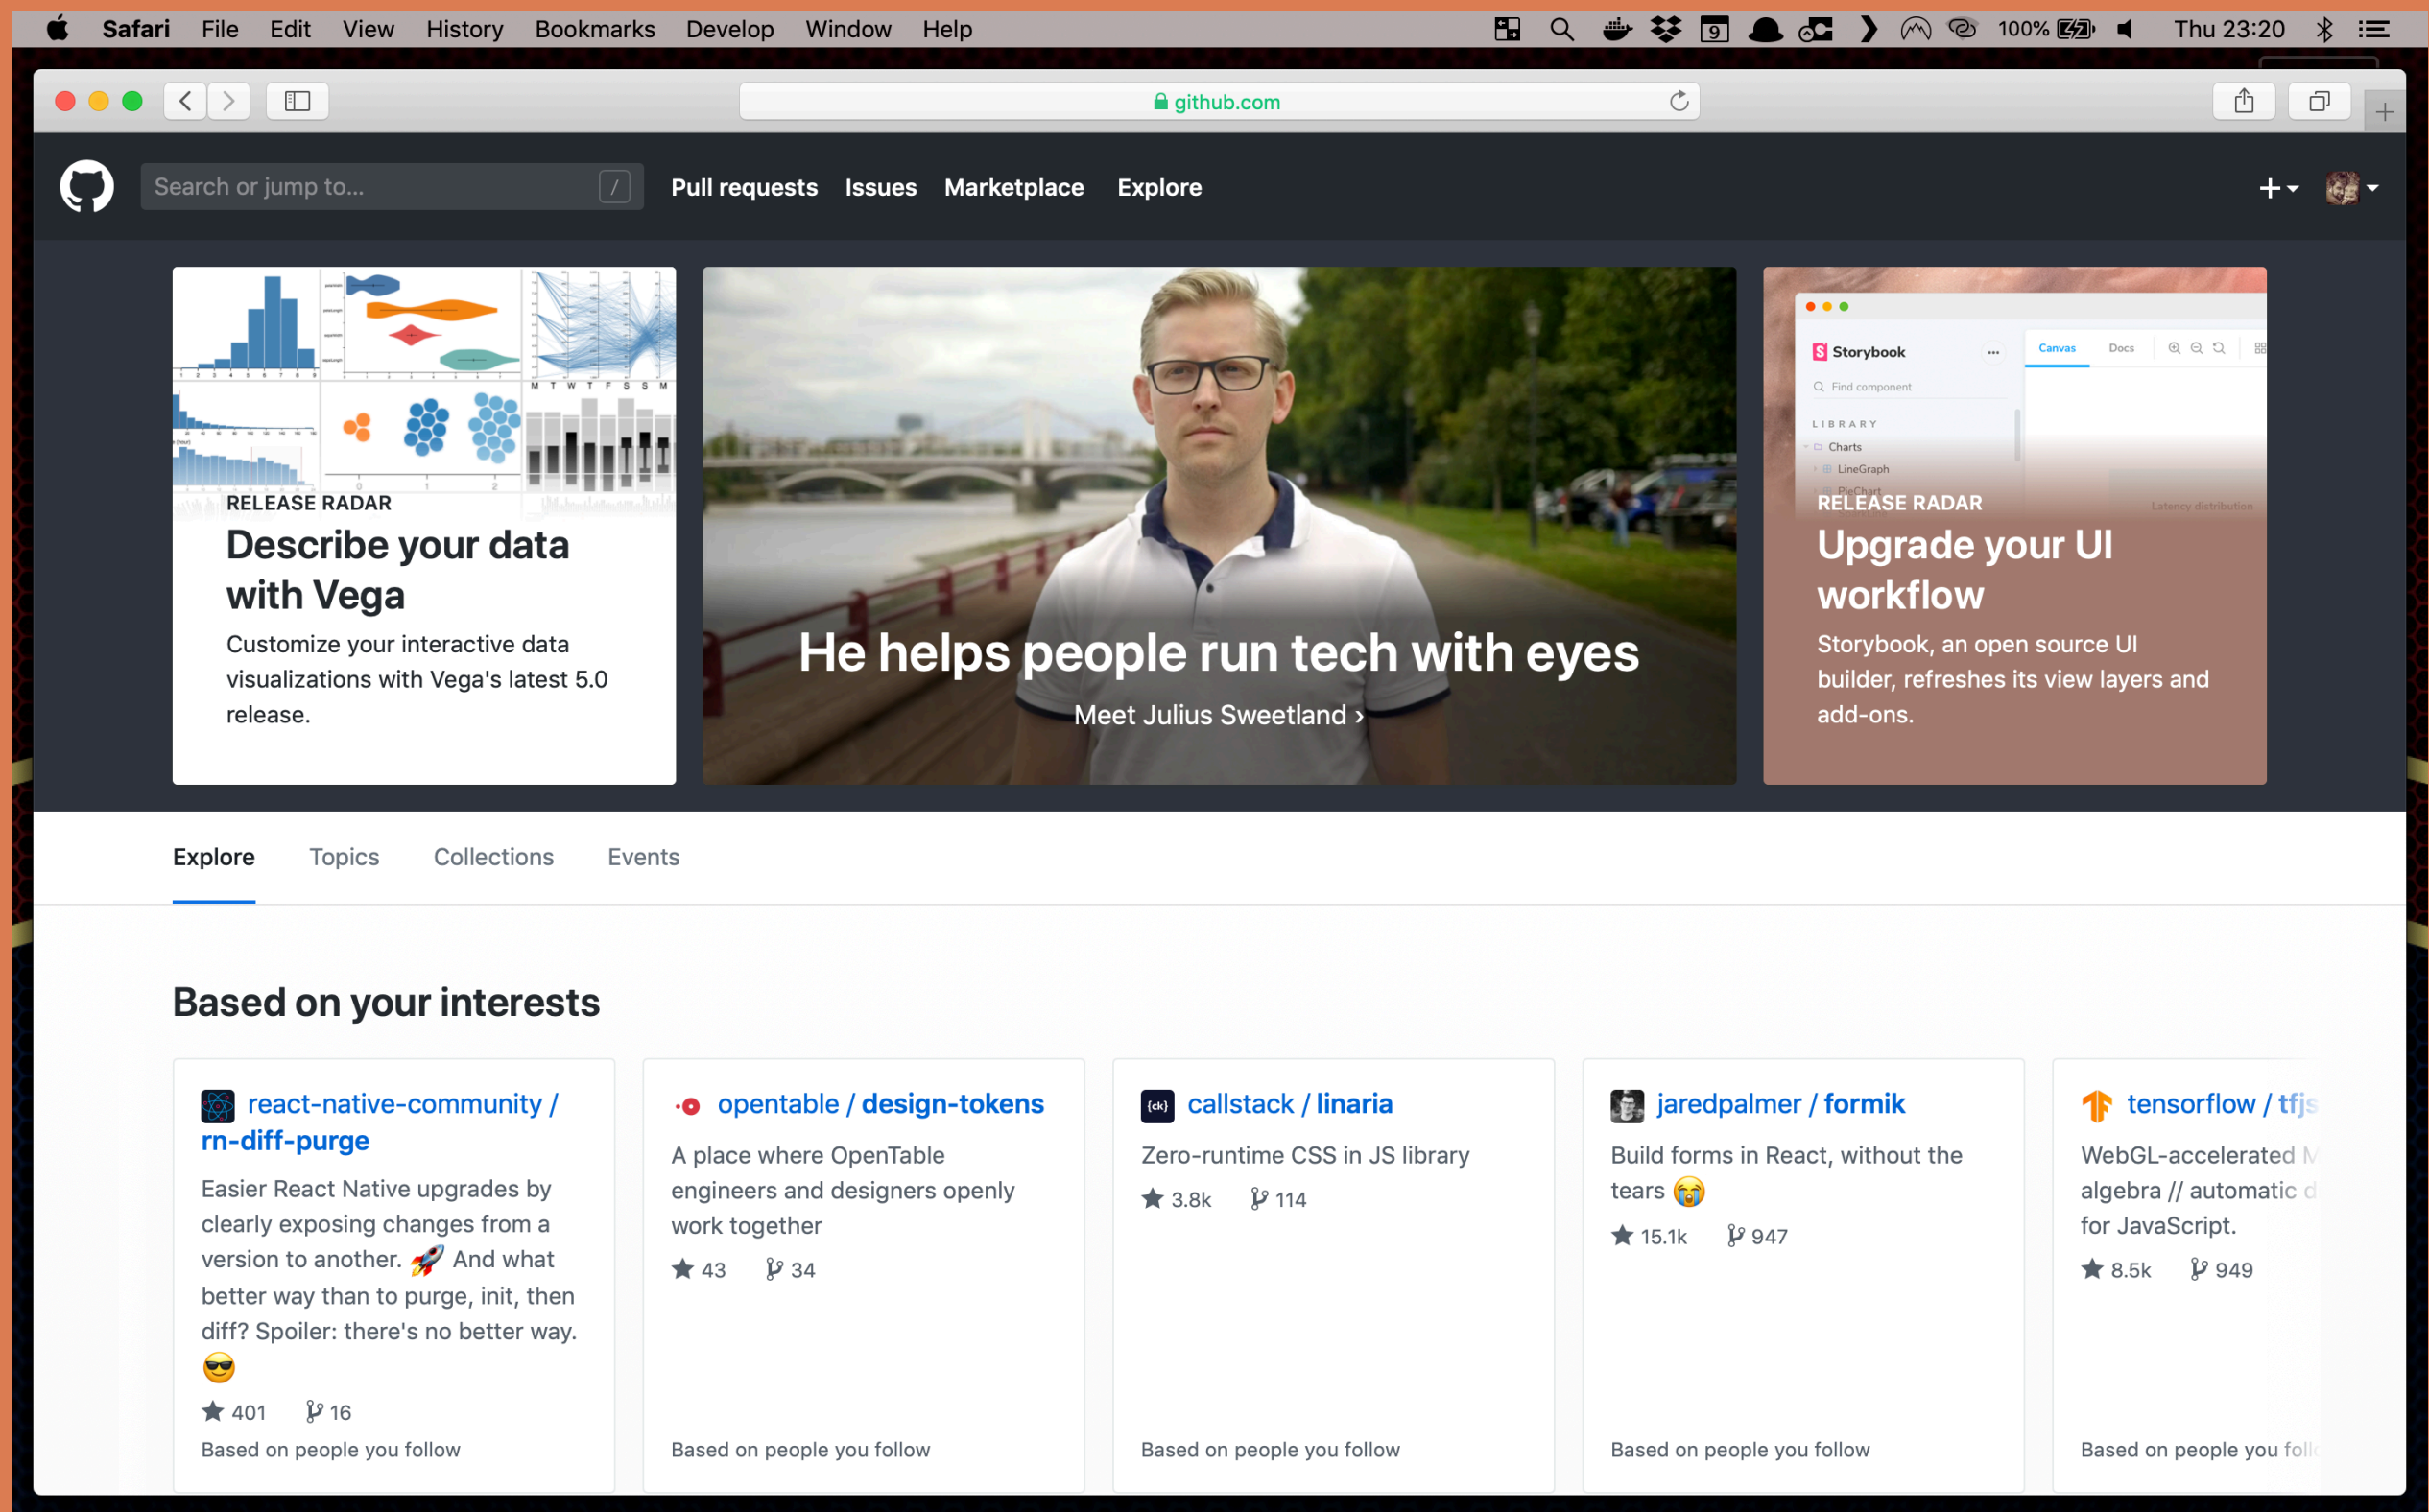 Safari File Edit View History Bookmarks Develop Window Help 9 100% Thu 23:20
github.com
Search or jump to... / Pull requests Issues Marketplace Explore
M T W T F S S M
0 1 2
RELEASE RADAR
Describe your data
with Vega
Customize your interactive data
visualizations with Vega's latest 5.0
release.
He helps people run tech with eyes
Meet Julius Sweetland ›
S Storybook
Canvas Docs
Find component
LIBRARY
Charts
LineGraph
PieChart
Latency distribution
RELEASE RADAR
Upgrade your UI
workflow
Storybook, an open source UI
builder, refreshes its view layers and
add-ons.
Explore Topics Collections Events
Based on your interests
react-native-community /
rn-diff-purge
Easier React Native upgrades by
clearly exposing changes from a
version to another. 🚀 And what
better way than to purge, init, then
diff? Spoiler: there's no better way.
😎
401 16
Based on people you follow
opentable / design-tokens
A place where OpenTable
engineers and designers openly
work together
43 34
Based on people you follow
{ck} callstack / linaria
Zero-runtime CSS in JS library
3.8k 114
Based on people you follow
jaredpalmer / formik
Build forms in React, without the
tears 😭
15.1k 947
Based on people you follow
tensorflow / tfjs
WebGL-accelerated M
algebra // automatic d
for JavaScript.
8.5k 949
Based on people you follo